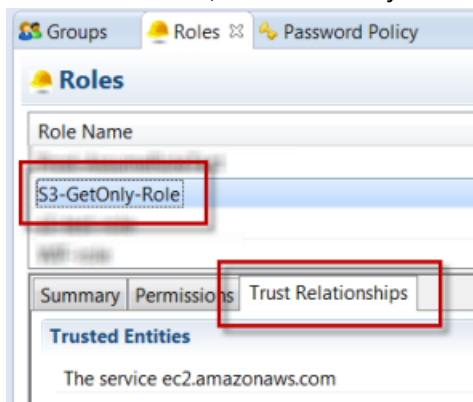 Groups Roles Password Policy
Roles
Role Name
S3-GetOnly-Role
Summary Permissions Trust Relationships
Trusted Entities
The service ec2.amazonaws.com